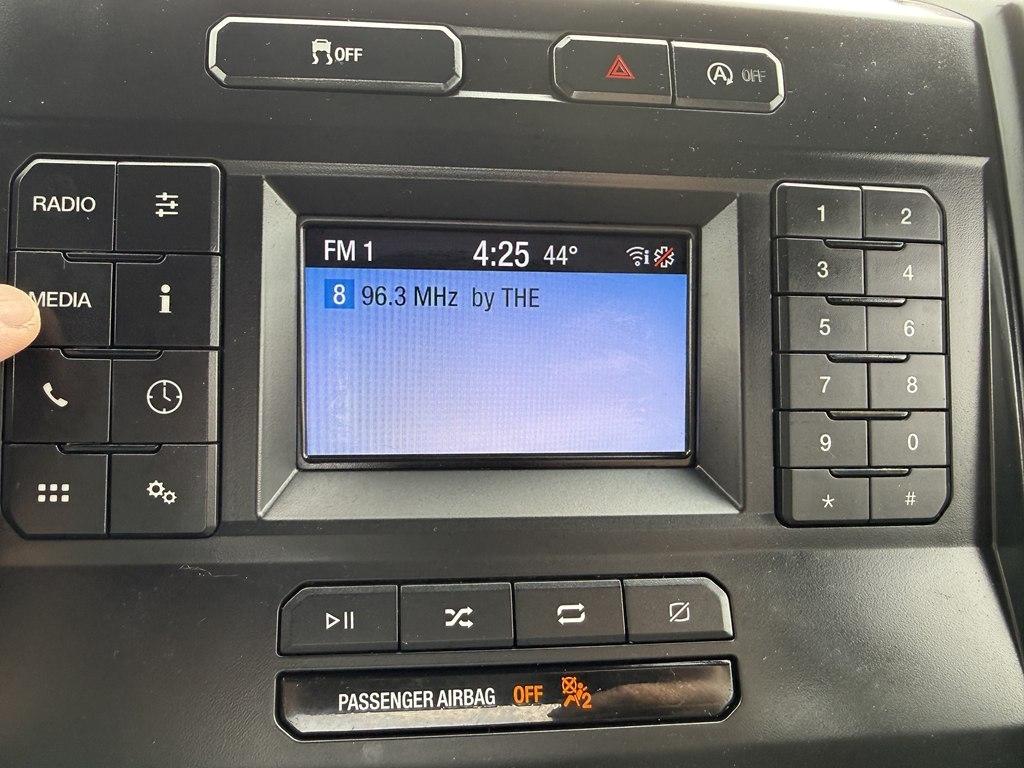 OFF
A OFF
RADIO
MEDIA
i
FM 1 4:25 44° i
8 96.3 MHz by THE
1 2
3 4
5 6
7 8
9 0
* #
PASSENGER AIRBAG OFF 2